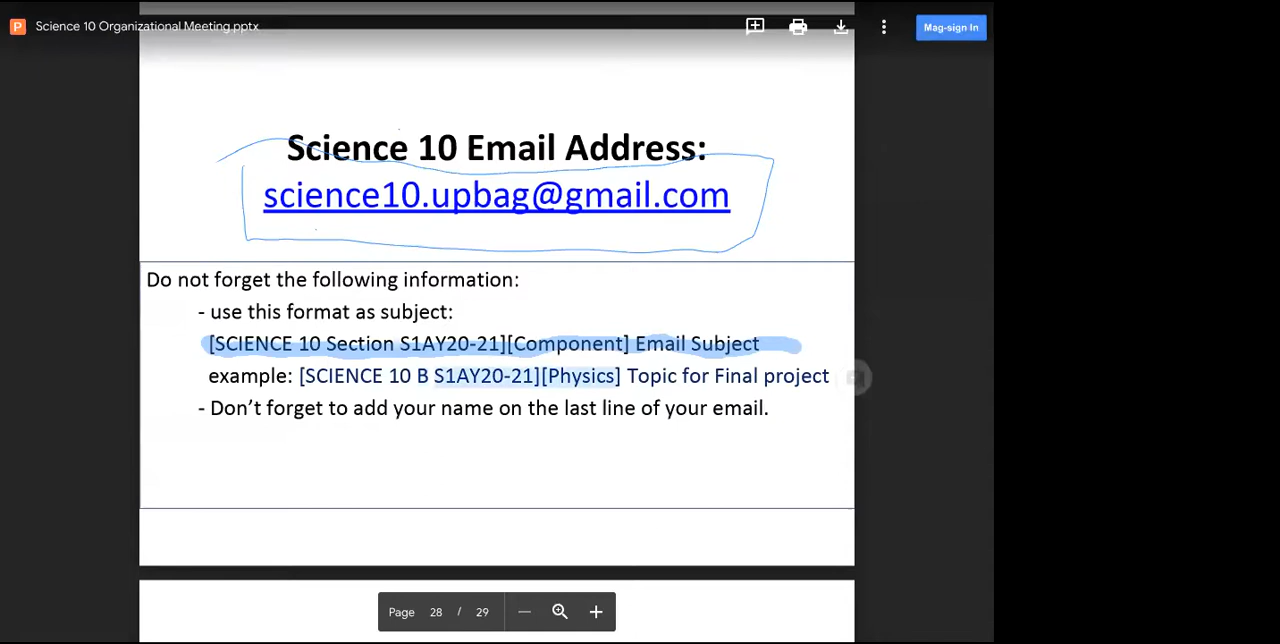 Science 10 Organizational Meeting.pptx
Mag-sign In
Science 10 Email Address:
science10.upbag@gmail.com
Do not forget the following information:
- use this format as subject:
[SCIENCE 10 Section S1AY20-21][Component] Email Subject
example: [SCIENCE 10 B S1AY20-21][Physics] Topic for Final project
- Don’t forget to add your name on the last line of your email.
Page 28 / 29